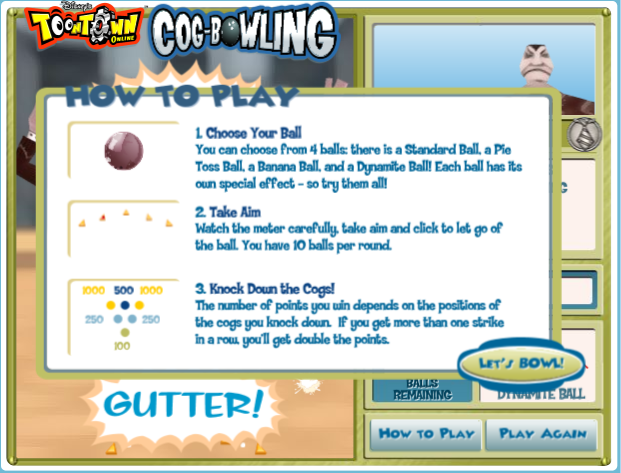 Disney's
TOONTOWN
ONLINE
COG-BOWLING
HOW TO PLAY
1. Choose Your Ball
You can choose from 4 balls: there is a Standard Ball, a Pie
Toss Ball, a Banana Ball, and a Dynamite Ball! Each ball has its
own special effect - so try them all!
2. Take Aim
Watch the meter carefully, take aim and click to let go of
the ball. You have 10 balls per round.
1000 500 1000
250 250
100
3. Knock Down the Cogs!
The number of points you win depends on the positions of
the cogs you knock down. If you get more than one strike
in a row, you'll get double the points.
LET'S BOWL!
GUTTER!
BALLS
REMAINING
DYNAMITE BALL
HOW TO PLAY
PLAY AGAIN